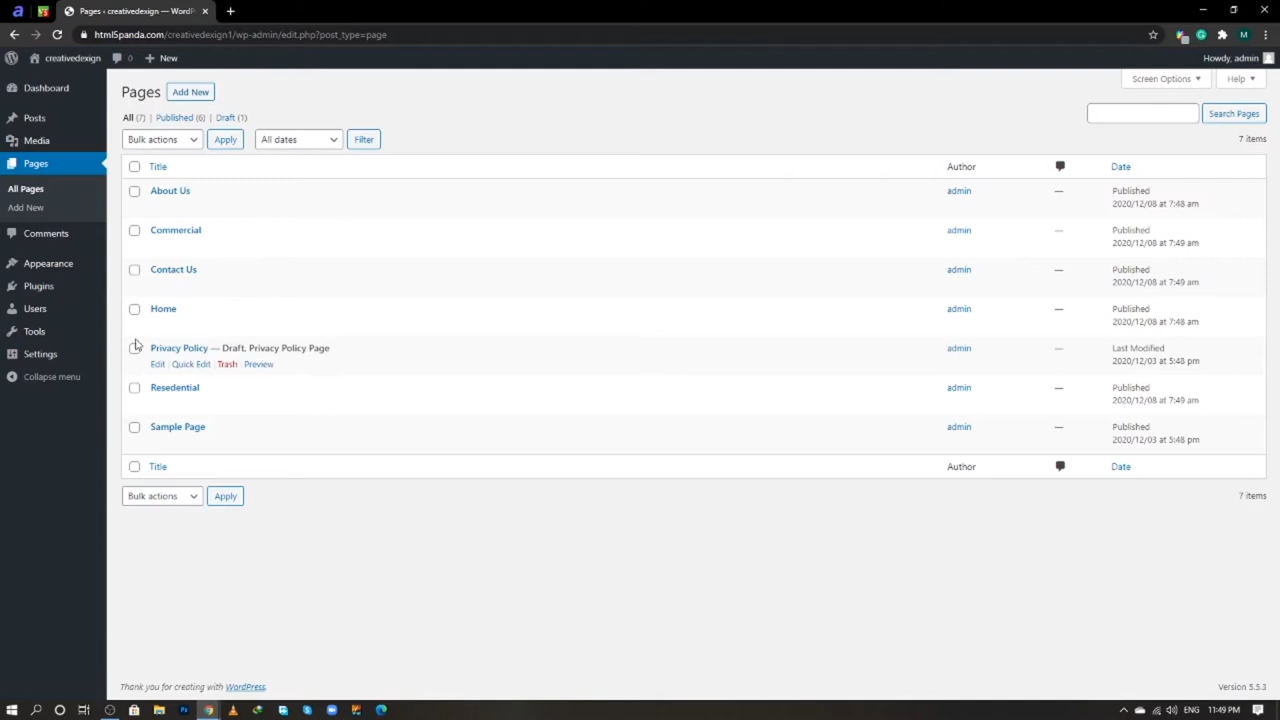 Pages ‹ creativedexign — WordP
html5panda.com/creativedexign1/wp-admin/edit.php?post_type=page
M
creativedexign 0 New Howdy, admin
Dashboard
Posts
Media
Pages
All Pages
Add New
Comments
Appearance
Plugins
Users
Tools
Settings
Collapse menu
Screen Options Help
Pages Add New
All (7) | Published (6) | Draft (1)
Search Pages
Bulk actions Apply All dates Filter 7 items
Title Author Date
About Us admin — Published
2020/12/08 at 7:48 am
Commercial admin — Published
2020/12/08 at 7:49 am
Contact Us admin — Published
2020/12/08 at 7:49 am
Home admin — Published
2020/12/08 at 7:48 am
Privacy Policy — Draft, Privacy Policy Page admin — Last Modified
Edit | Quick Edit | Trash | Preview 2020/12/03 at 5:48 pm
Resedential admin — Published
2020/12/08 at 7:49 am
Sample Page admin — Published
2020/12/03 at 5:48 pm
Title Author Date
Bulk actions Apply 7 items
Thank you for creating with WordPress. Version 5.5.3
ENG 11:49 PM